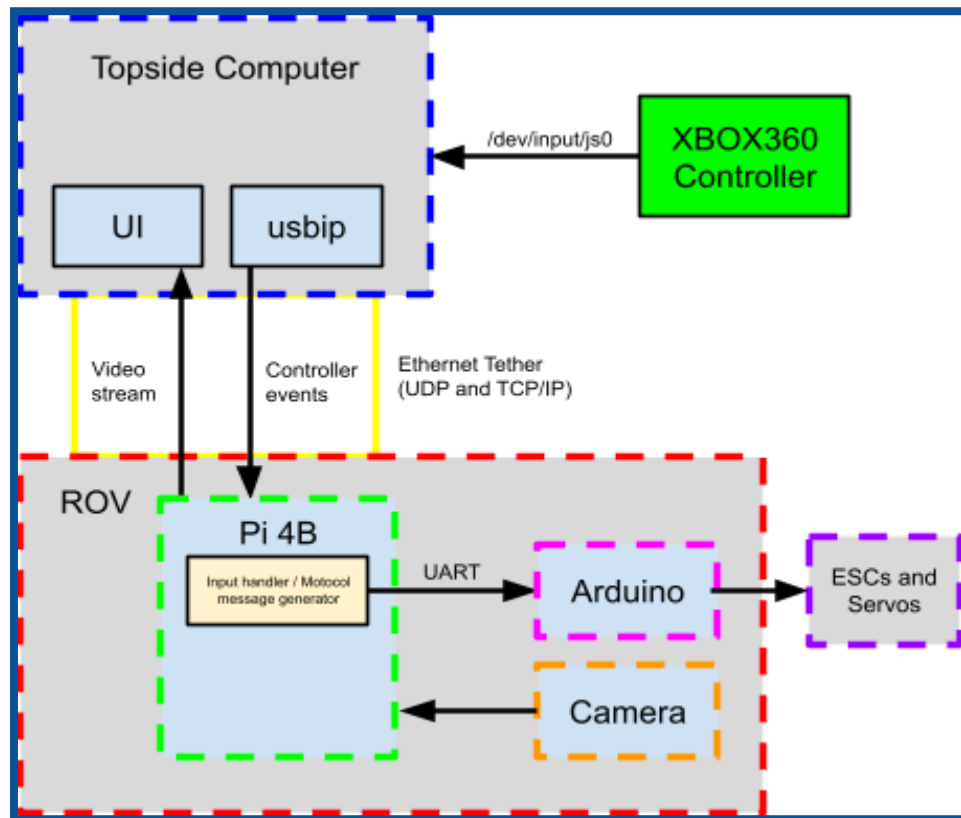 Topside Computer
/dev/input/js0
XBOX360
Controller
UI
usbip
Video
stream
Controller
events
Ethernet Tether
(UDP and TCP/IP)
ROV
Pi 4B
Input handler / Motocol
message generator
UART
Arduino
ESCs and
Servos
Camera